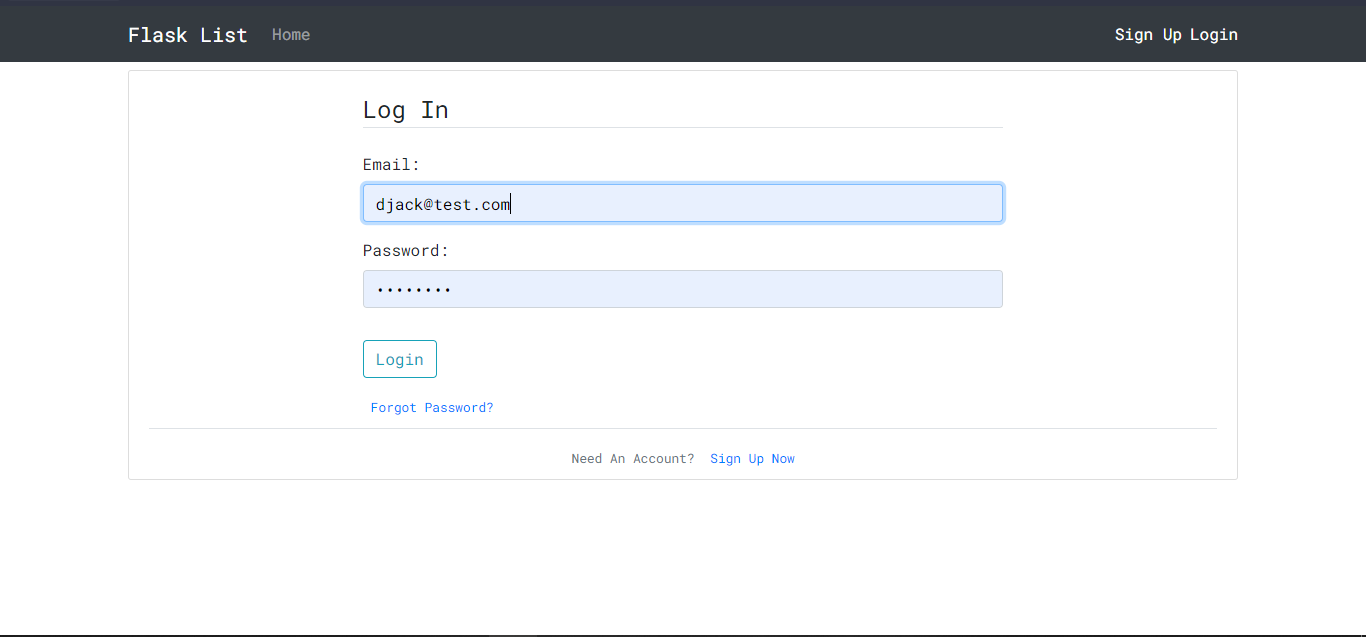 Flask List Home Sign Up Login
Log In
Email:
djack@test.com
Password:
••••••••
Login
Forgot Password?
Need An Account? Sign Up Now